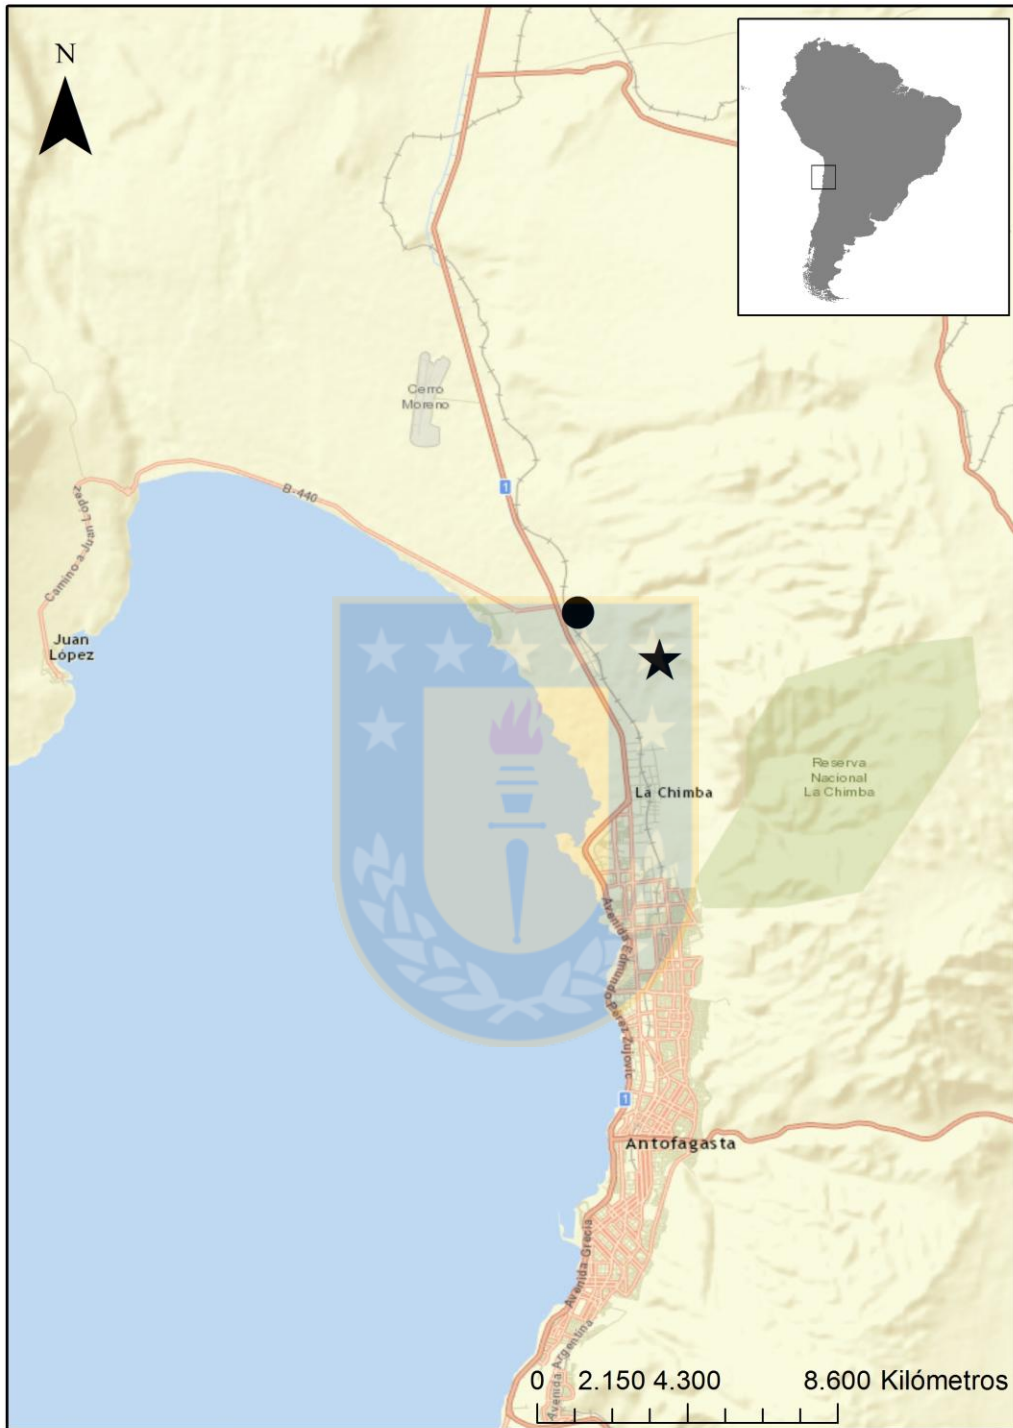 N
Cerro
Moreno
B-440
1
Camino a Juan López
Juan
López
Reserva
Nacional
La Chimba
La Chimba
Avenida Edmundo Pérez Zujovic
1
Antofagasta
Avenida Grecia
Avenida Argentina
0 2.150 4.300 8.600 Kilómetros